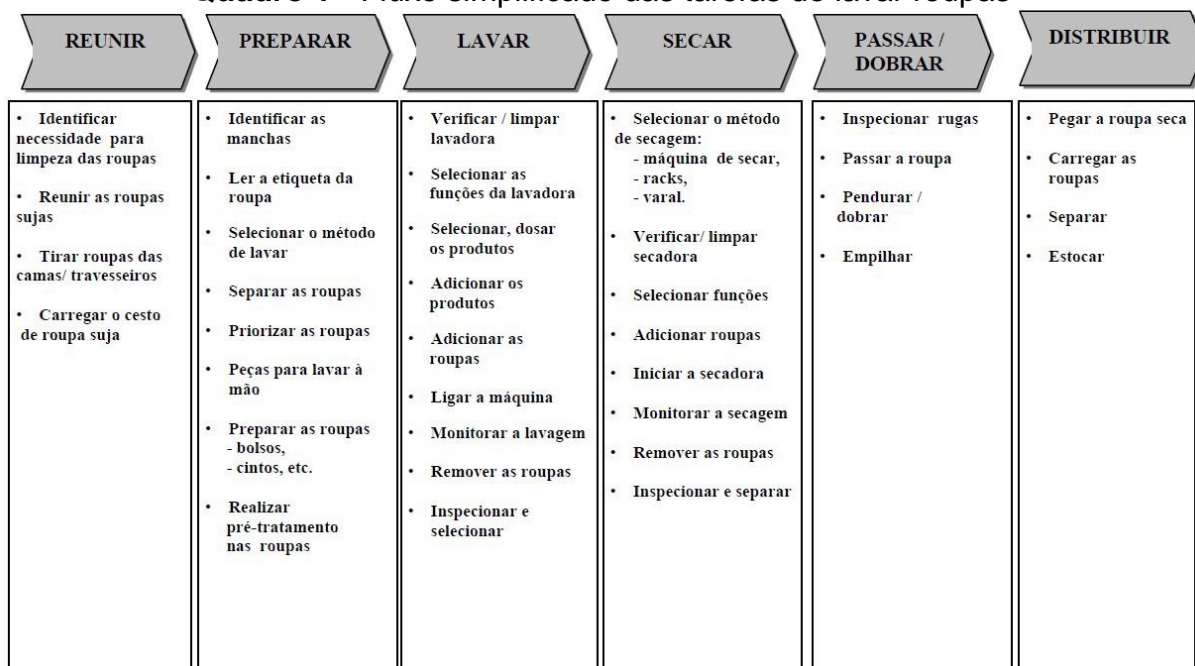 Fluxo simplificado das tarefas de lavar roupas
REUNIR
• Identificar
necessidade para
limpeza das roupas
• Reunir as roupas
sujas
• Tirar roupas das
camas/ travesseiros
• Carregar o cesto
de roupa suja
PREPARAR
• Identificar as
manchas
• Ler a etiqueta da
roupa
• Selecionar o método
de lavar
• Separar as roupas
• Priorizar as roupas
• Peças para lavar à
mão
• Preparar as roupas
- bolsos,
- cintos, etc.
• Realizar
pré-tratamento
nas roupas
LAVAR
• Verificar / limpar
lavadora
• Selecionar as
funções da lavadora
• Selecionar, dosar
os produtos
• Adicionar os
produtos
• Adicionar as
roupas
• Ligar a máquina
• Monitorar a lavagem
• Remover as roupas
• Inspecionar e
selecionar
SECAR
• Selecionar o método
de secagem:
- máquina de secar,
- racks,
- varal.
• Verificar/ limpar
secadora
• Selecionar funções
• Adicionar roupas
• Iniciar a secadora
• Monitorar a secagem
• Remover as roupas
• Inspecionar e separar
PASSAR /
DOBRAR
• Inspecionar rugas
• Passar a roupa
• Pendurar /
dobrar
• Empilhar
DISTRIBUIR
• Pegar a roupa seca
• Carregar as
roupas
• Separar
• Estocar